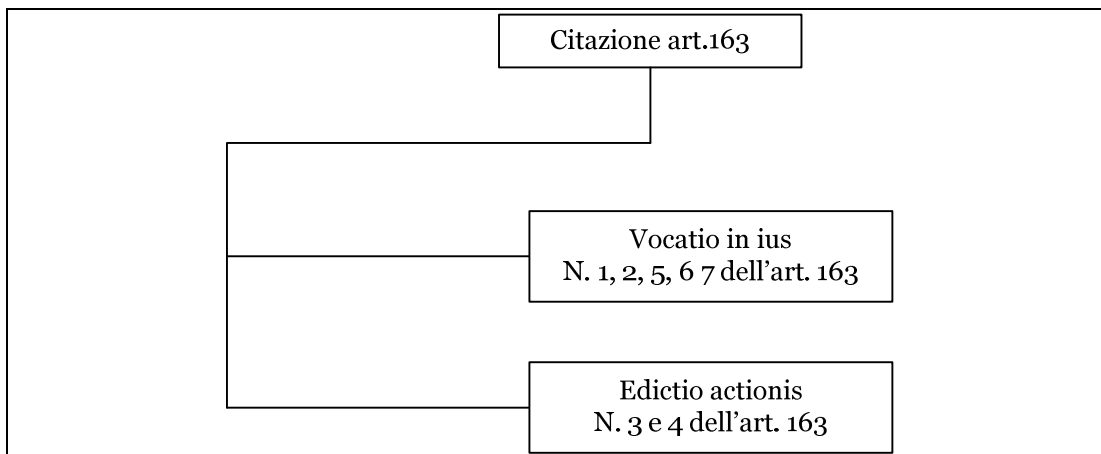 Citazione art.163
Vocatio in ius
N. 1, 2, 5, 6 7 dell’art. 163
Edictio actionis
N. 3 e 4 dell’art. 163